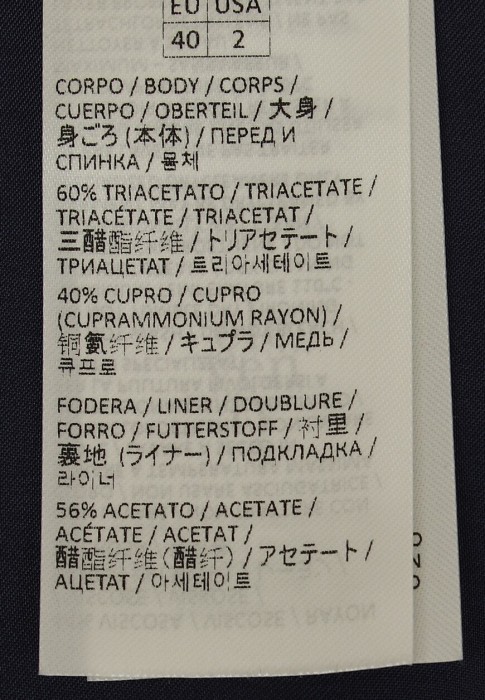 EU USA
40 2
CORPO / BODY / CORPS /
CUERPO / OBERTEIL / 大身 /
身ごろ (本体) / ПЕРЕД И
СПИНКА / 몸체
60% TRIACETATO / TRIACETATE /
TRIACÉTATE / TRIACETAT /
三醋酯纤维 / トリアセテート /
ТРИАЦЕТАТ / 트리아세테이트
40% CUPRO / CUPRO
(CUPRAMMONIUM RAYON) /
铜氨纤维 / キュプラ / МЕДЬ /
큐프로
FODERA / LINER / DOUBLURE /
FORRO / FUTTERSTOFF / 衬里 /
裏地 (ライナー) / ПОДКЛАДКА /
라이너
56% ACETATO / ACETATE /
ACÉTATE / ACETAT /
醋酯纤维(醋纤) / アセテート /
АЦЕТАТ / 아세테이트